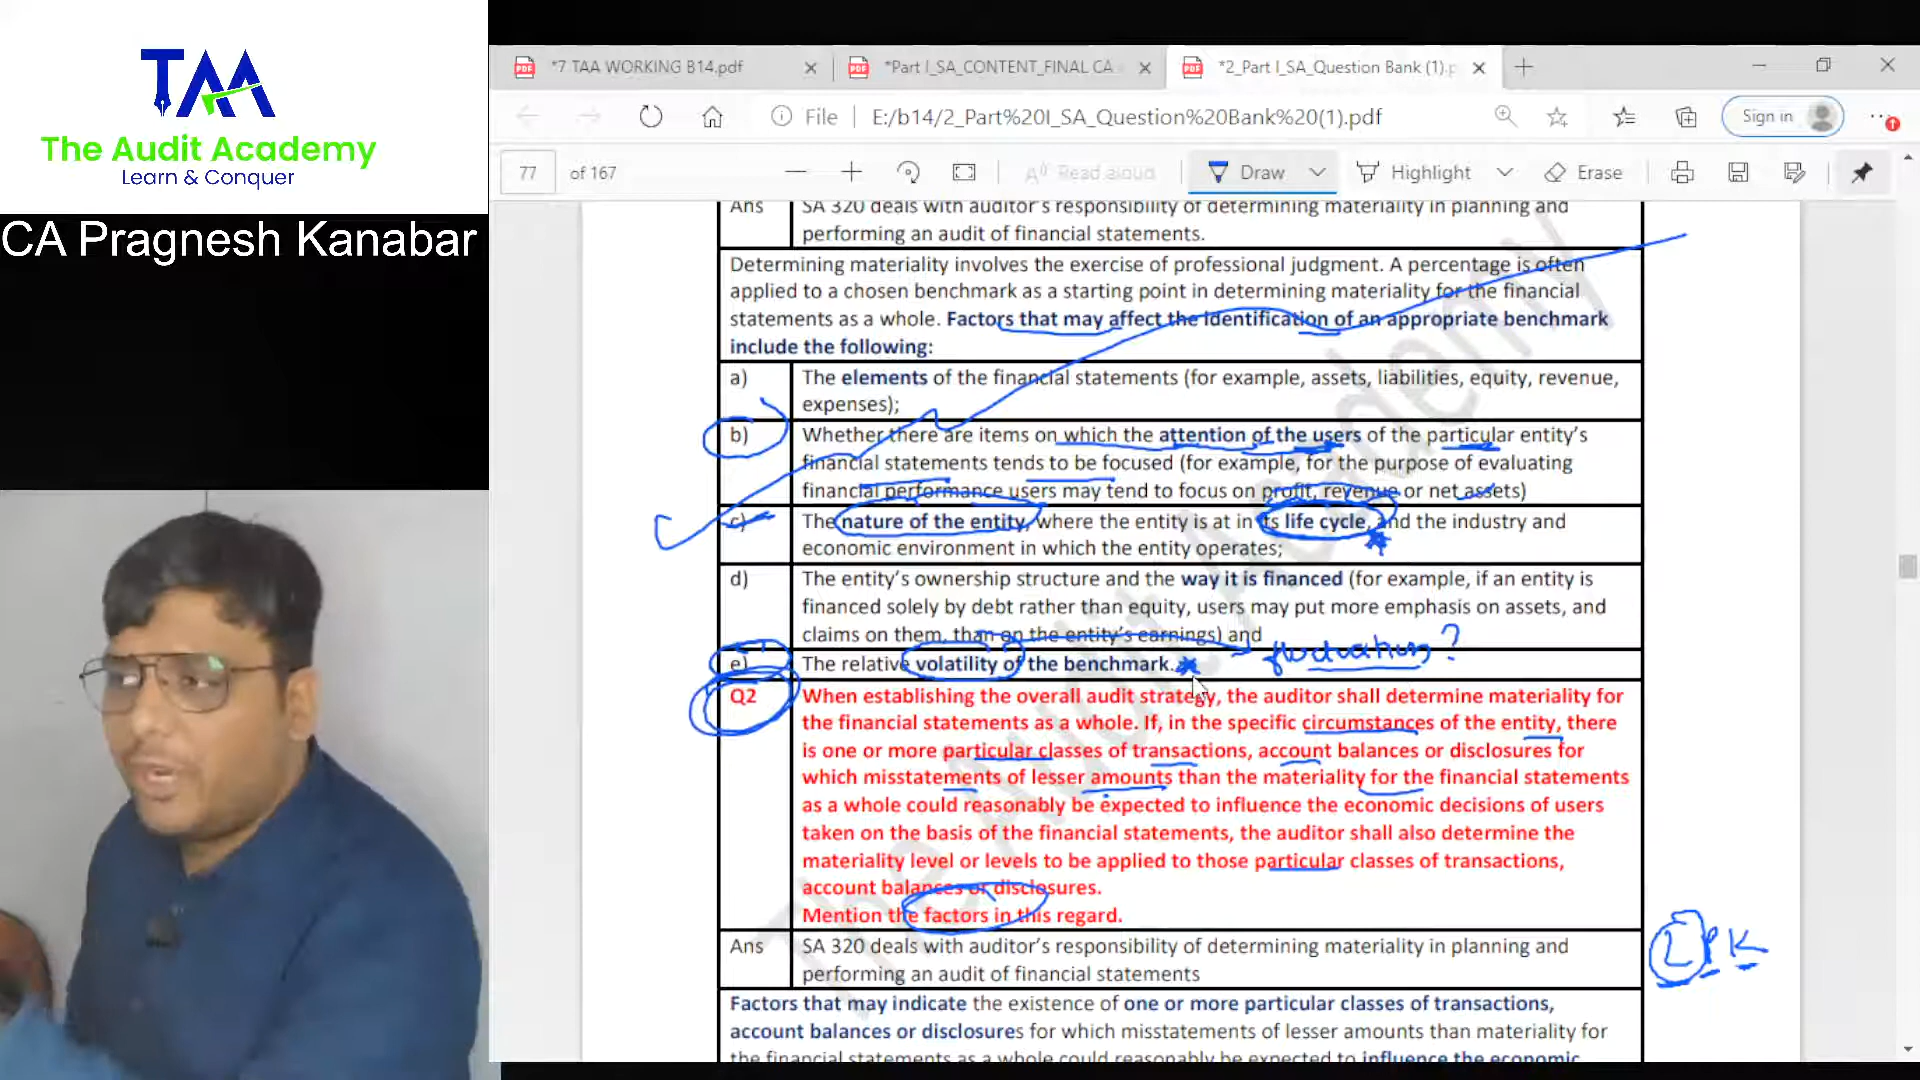 TAA
The Audit Academy
Learn & Conquer
CA Pragnesh Kanabar
*7 TAA WORKING B14.pdf
*Part I_SA_CONTENT_FINAL CA
*2_Part I_SA_Question Bank (1).p
File
E:/b14/2_Part%20I_SA_Question%20Bank%20(1).pdf
Sign in
77
of 167
Read aloud
Draw
Highlight
Erase
Ans
SA 320 deals with auditor's responsibility of determining materiality in planning and
performing an audit of financial statements.
Determining materiality involves the exercise of professional judgment. A percentage is often
applied to a chosen benchmark as a starting point in determining materiality for the financial
statements as a whole. Factors that may affect the identification of an appropriate benchmark
include the following:
a)
The elements of the financial statements (for example, assets, liabilities, equity, revenue,
expenses);
b)
Whether there are items on which the attention of the users of the particular entity's
financial statements tends to be focused (for example, for the purpose of evaluating
financial performance users may tend to focus on profit, revenue or net assets)
c)
The nature of the entity, where the entity is at in its life cycle, and the industry and
economic environment in which the entity operates;
d)
The entity's ownership structure and the way it is financed (for example, if an entity is
financed solely by debt rather than equity, users may put more emphasis on assets, and
claims on them, than on the entity's earnings) and
e)
The relative volatility of the benchmark.
fluctuations?
Q2
When establishing the overall audit strategy, the auditor shall determine materiality for
the financial statements as a whole. If, in the specific circumstances of the entity, there
is one or more particular classes of transactions, account balances or disclosures for
which misstatements of lesser amounts than the materiality for the financial statements
as a whole could reasonably be expected to influence the economic decisions of users
taken on the basis of the financial statements, the auditor shall also determine the
materiality level or levels to be applied to those particular classes of transactions,
account balances or disclosures.
Mention the factors in this regard.
Ans
SA 320 deals with auditor's responsibility of determining materiality in planning and
performing an audit of financial statements
Factors that may indicate the existence of one or more particular classes of transactions,
account balances or disclosures for which misstatements of lesser amounts than materiality for
the financial statements as a whole could reasonably be expected to influence the economic
The Audit Academy